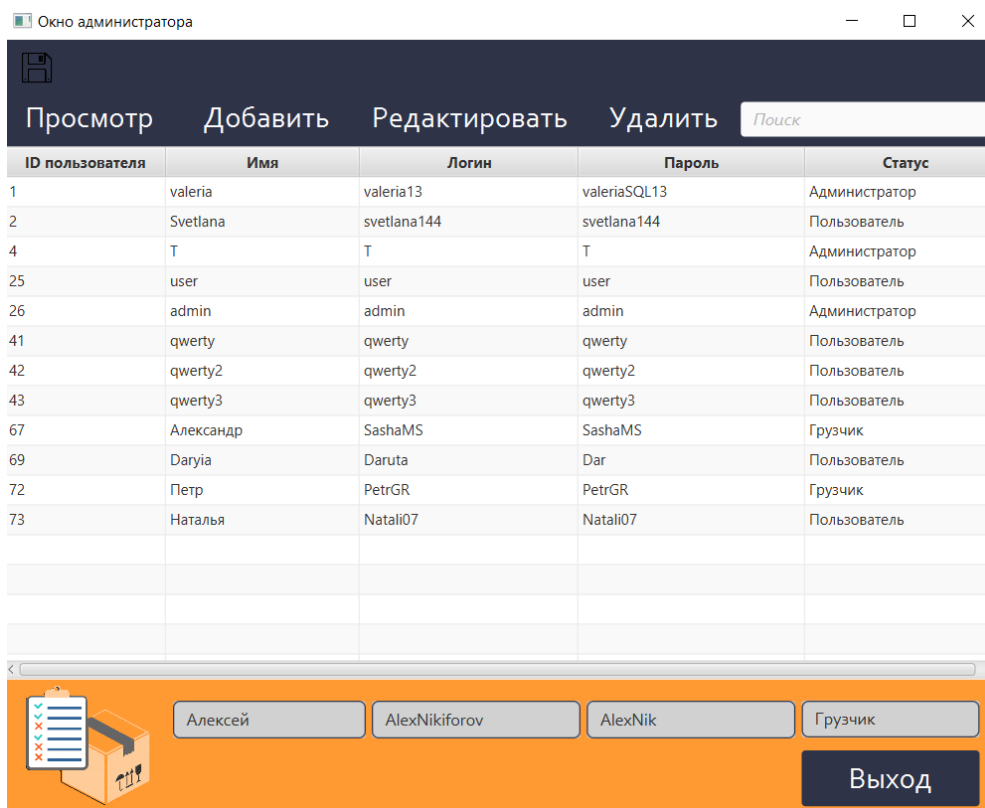 Окно администратора
Просмотр Добавить Редактировать Удалить Поиск
ID пользователя Имя Логин Пароль Статус
1 valeria valeria13 valeriaSQL13 Администратор
2 Svetlana svetlana144 svetlana144 Пользователь
4 T T T Администратор
25 user user user Пользователь
26 admin admin admin Администратор
41 qwerty qwerty qwerty Пользователь
42 qwerty2 qwerty2 qwerty2 Пользователь
43 qwerty3 qwerty3 qwerty3 Пользователь
67 Александр SashaMS SashaMS Грузчик
69 Daryia Daruta Dar Пользователь
72 Петр PetrGR PetrGR Грузчик
73 Наталья Natali07 Natali07 Пользователь
Алексей AlexNikiforov AlexNik Грузчик
Выход